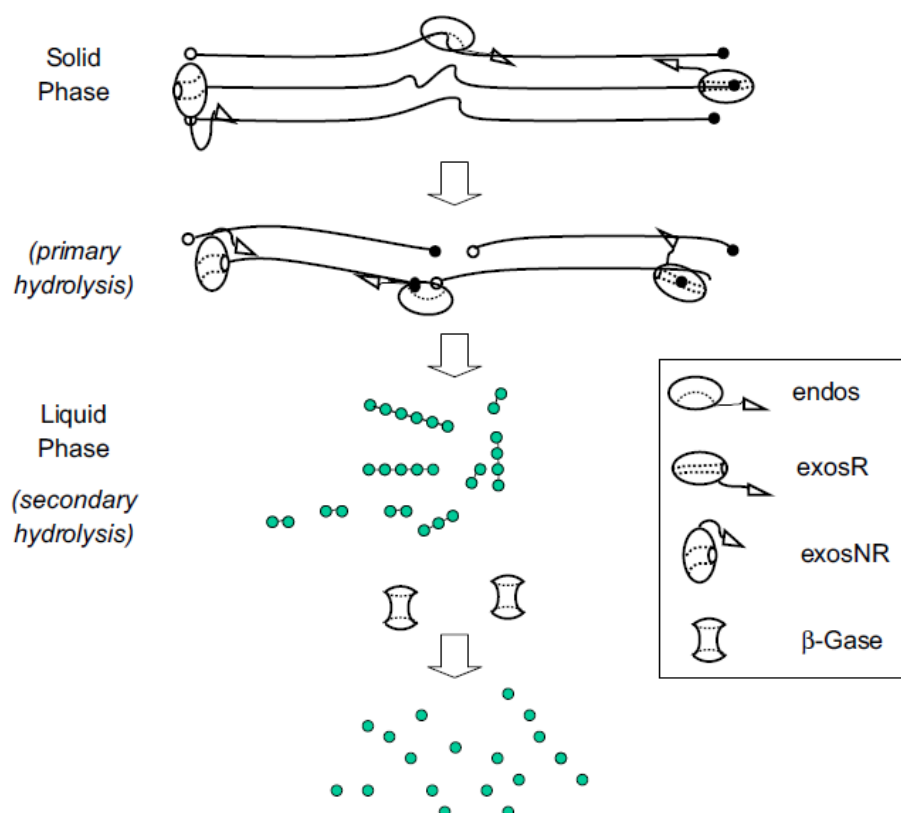 Solid
Phase
(primary
hydrolysis)
Liquid
Phase
(secondary
hydrolysis)
endos
exosR
exosNR
β-Gase